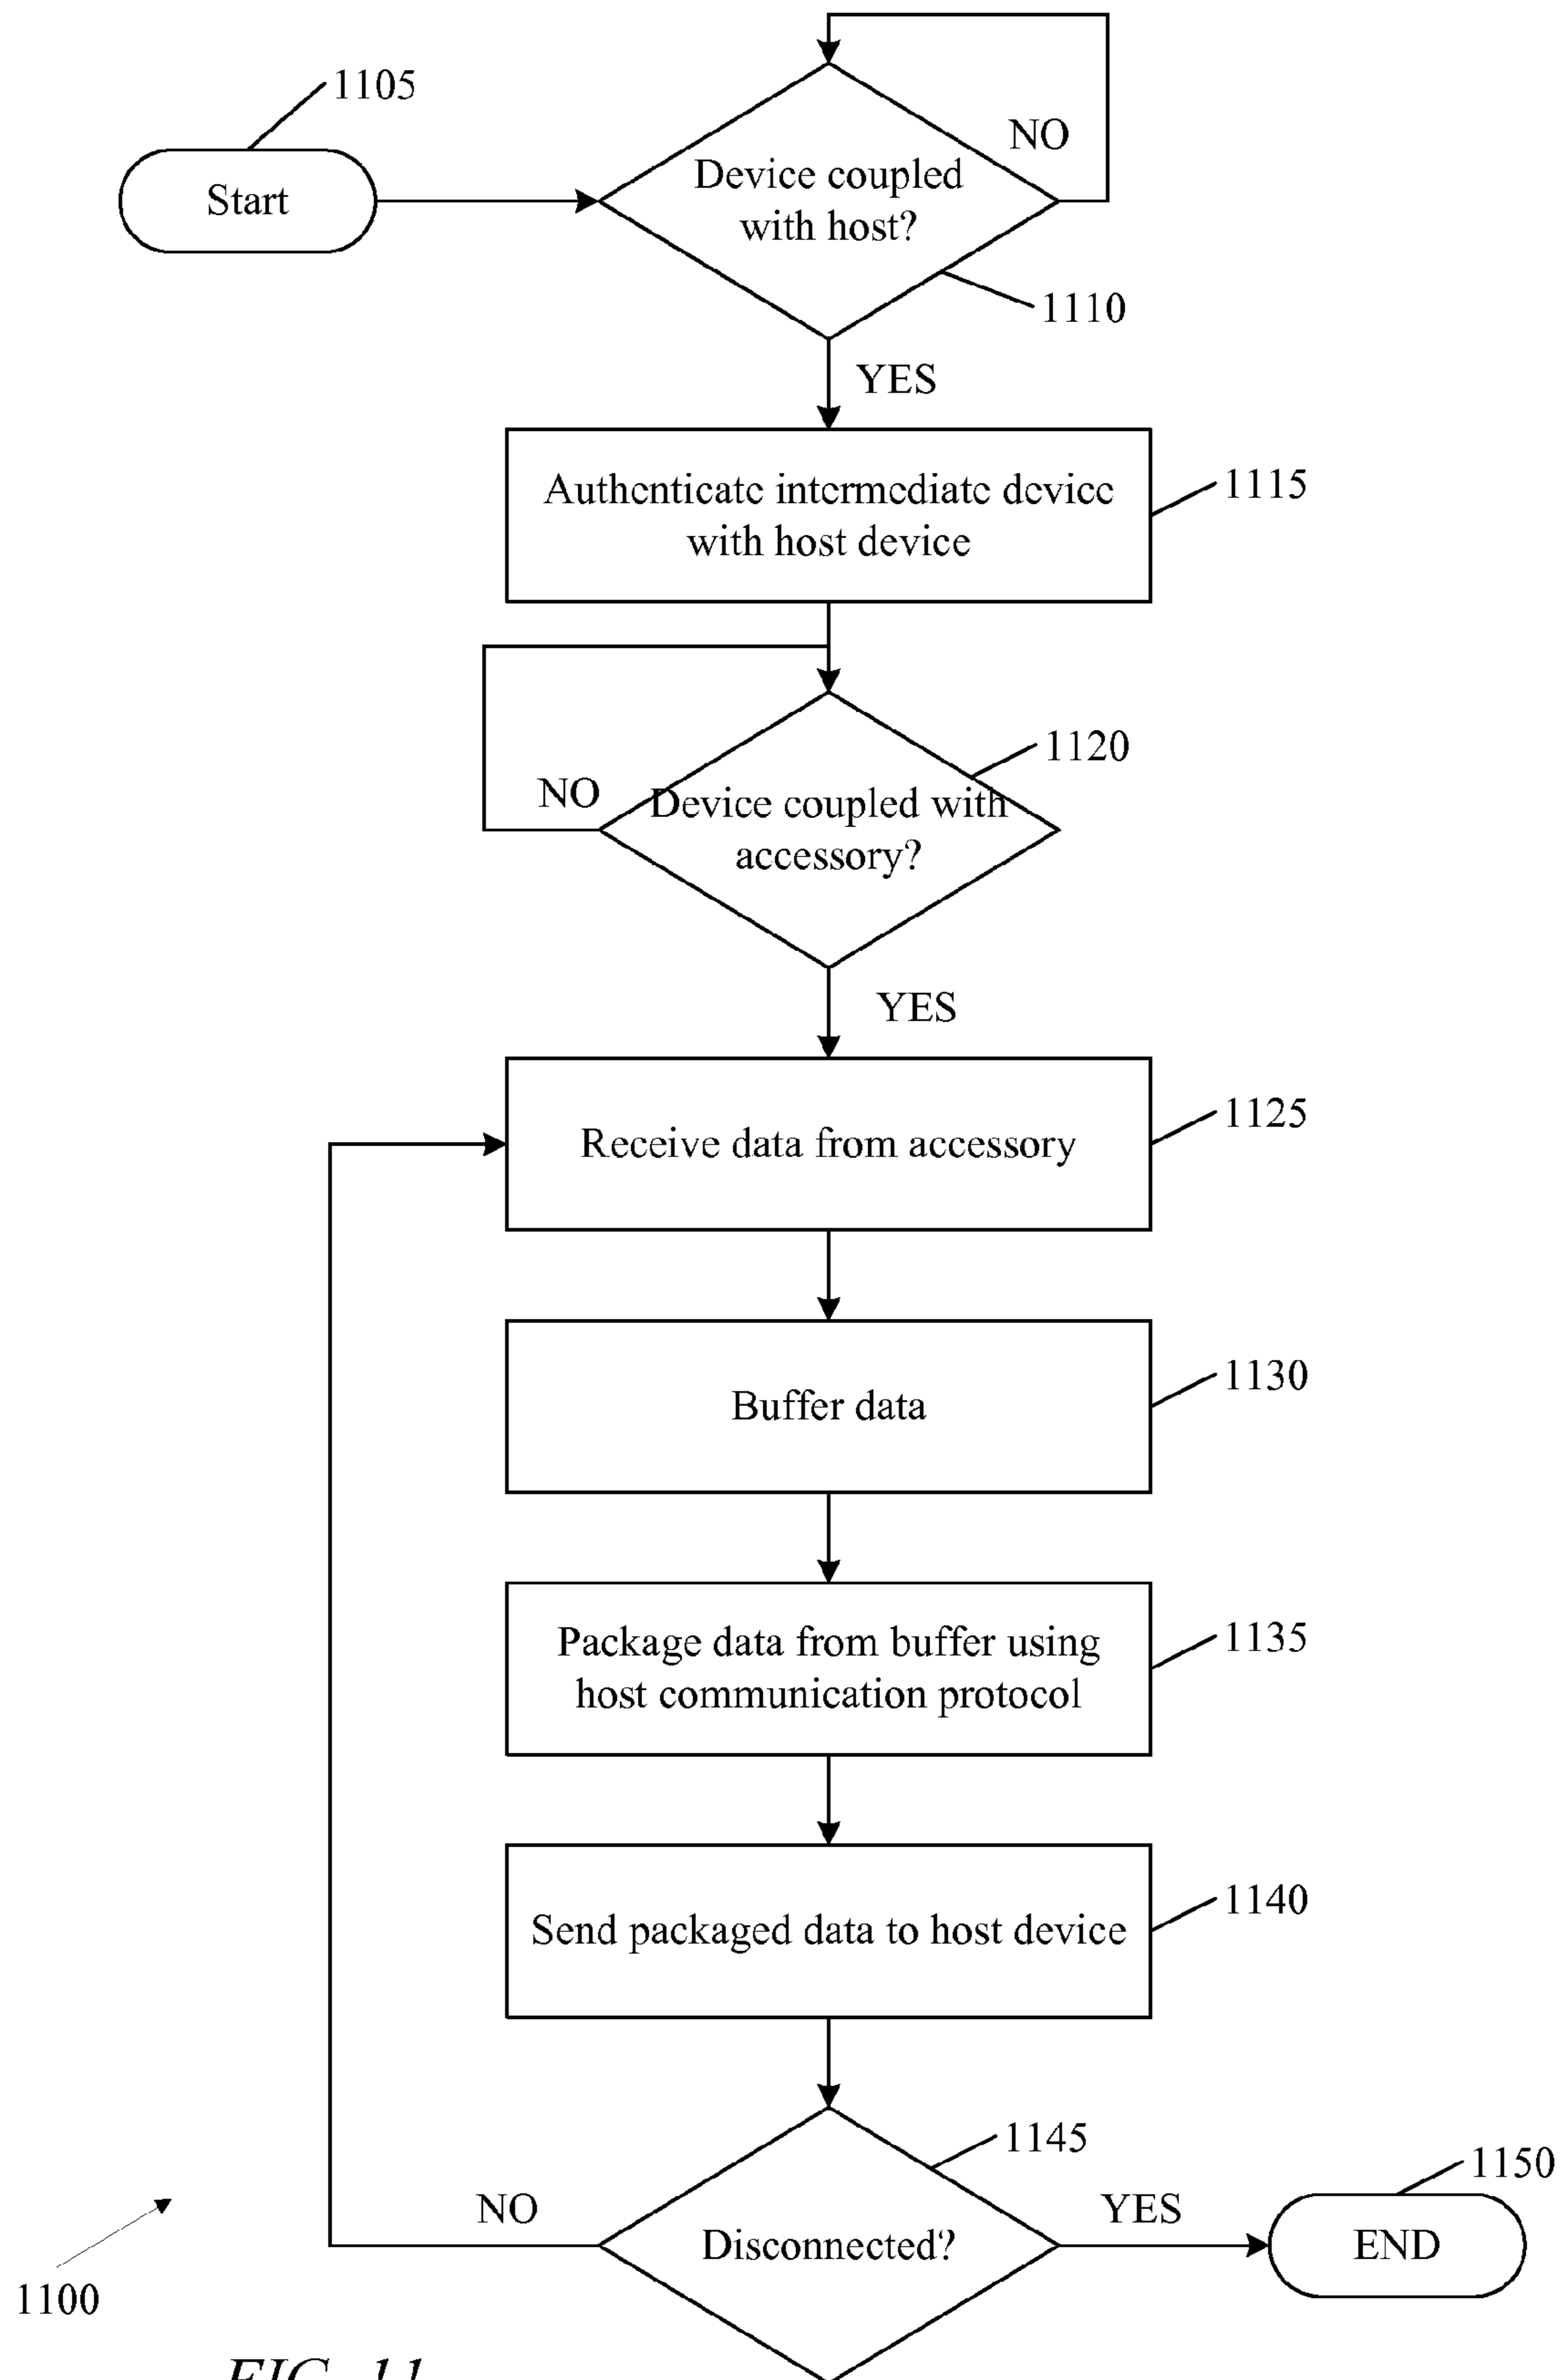 1105
Start
NO
Device coupled
with host?
1110
YES
Authenticate intermediate device
with host device
1115
1120
NO
Device coupled with
accessory?
YES
Receive data from accessory
1125
Buffer data
1130
Package data from buffer using
host communication protocol
1135
Send packaged data to host device
1140
1145
NO
Disconnected?
YES
1150
END
1100
FIG. 11